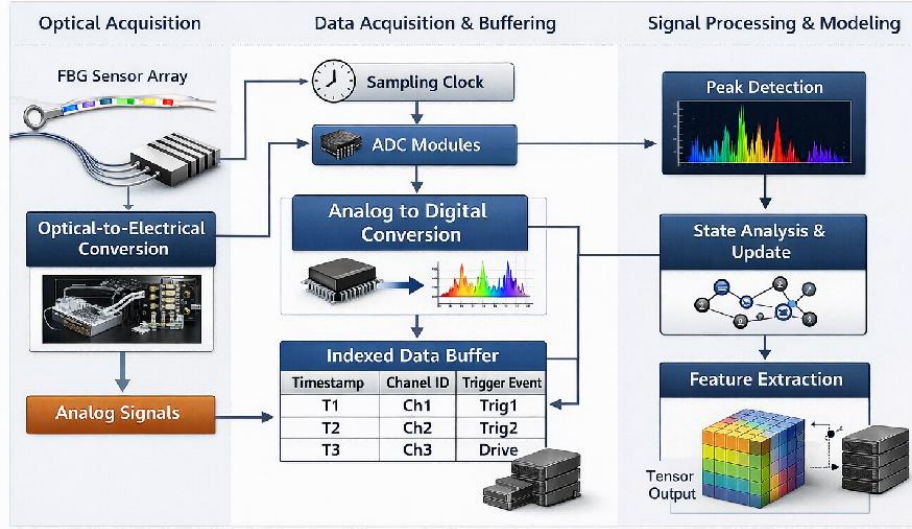 Optical Acquisition
FBG Sensor Array
Optical-to-Electrical
Conversion
Analog Signals
Data Acquisition & Buffering
Sampling Clock
ADC Modules
Analog to Digital
Conversion
Indexed Data Buffer
Timestamp Chanel ID Trigger Event
T1 Ch1 Trig1
T2 Ch2 Trig2
T3 Ch3 Drive
Signal Processing & Modeling
Peak Detection
State Analysis &
Update
Feature Extraction
Tensor
Output